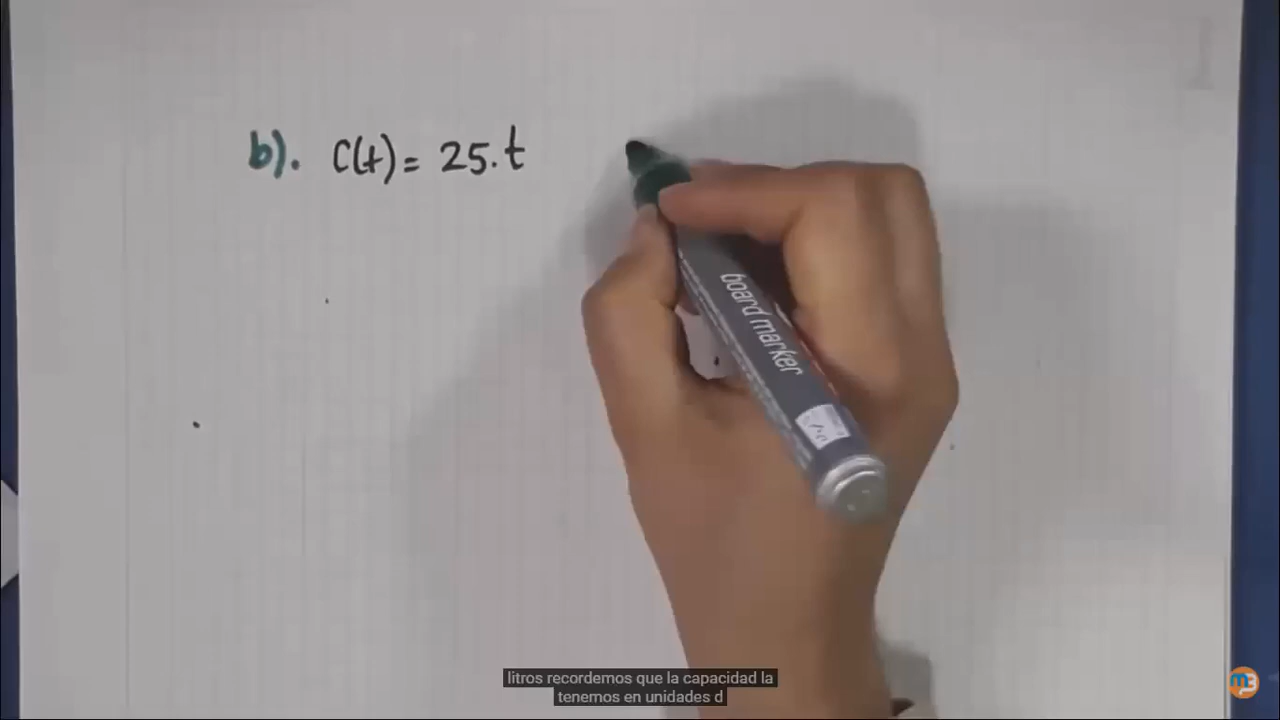 b). C(t) = 25.t
board marker
litros recordemos que la capacidad la
tenemos en unidades d